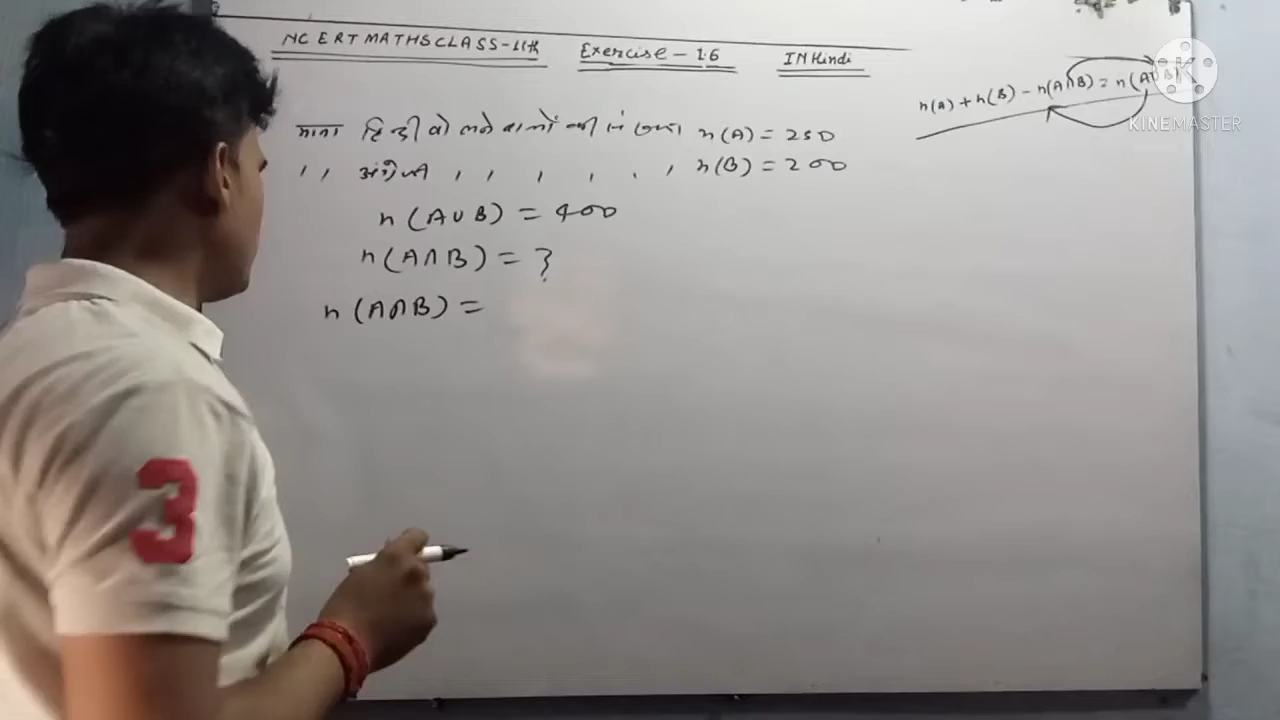 NCERT MATHS CLASS-11th Exercise-1.6 IN Hindi
n(A) + n(B) - n(A∩B) = n(A∪B)
KINEMASTER
माना हिन्दी बोलने वालों की संख्या n(A) = 250
,, अंग्रेजी ,, , , , , n(B) = 200
n(A∪B) = 400
n(A∩B) = ?
n(A∩B) =
3